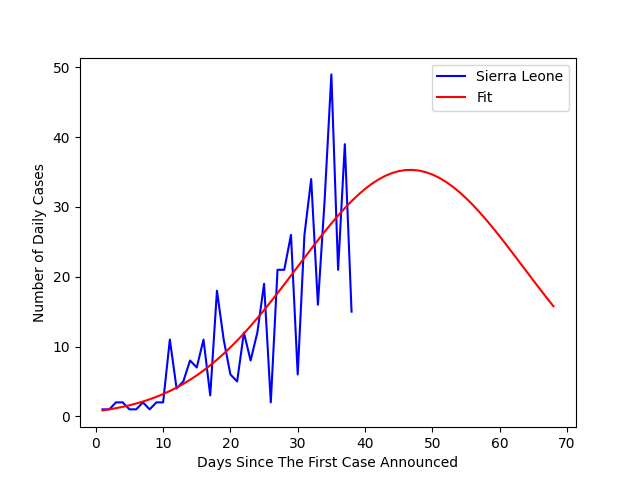 Sierra Leone
Fit
50
40
30
20
10
0
Number of Daily Cases
0 10 20 30 40 50 60 70
Days Since The First Case Announced